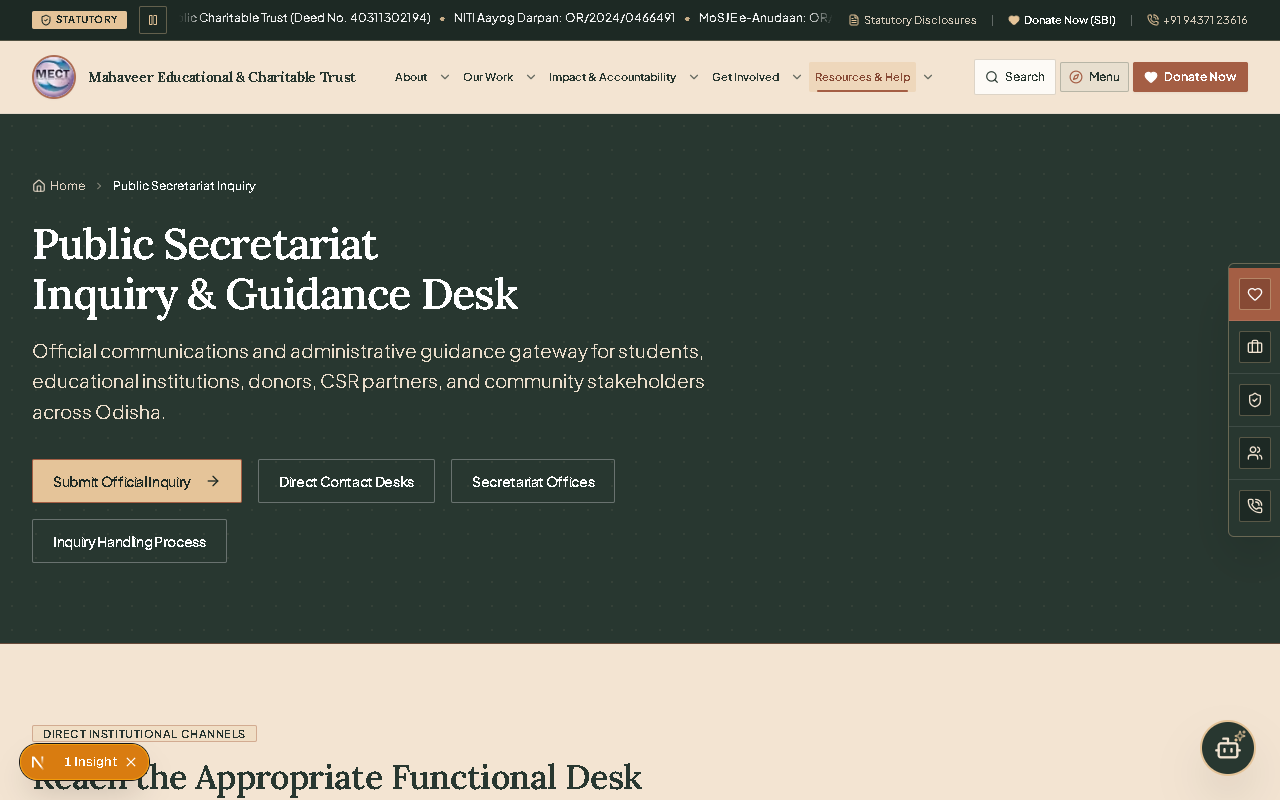 STATUTORY
lic Charitable Trust (Deed No. 40311302194) • NITI Aayog Darpan: OR/2024/0466491 • MoSJE e-Anudaan: OR/
Statutory Disclosures
Donate Now (SBI)
+91 94371 23616
MECT
Mahaveer Educational & Charitable Trust
About
Our Work
Impact & Accountability
Get Involved
Resources & Help
Search
Menu
Donate Now
Home
Public Secretariat Inquiry
Public Secretariat
Inquiry & Guidance Desk
Official communications and administrative guidance gateway for students,
educational institutions, donors, CSR partners, and community stakeholders
across Odisha.
Submit Official Inquiry
Direct Contact Desks
Secretariat Offices
Inquiry Handling Process
DIRECT INSTITUTIONAL CHANNELS
N 1 Insight
Reach the Appropriate Functional Desk